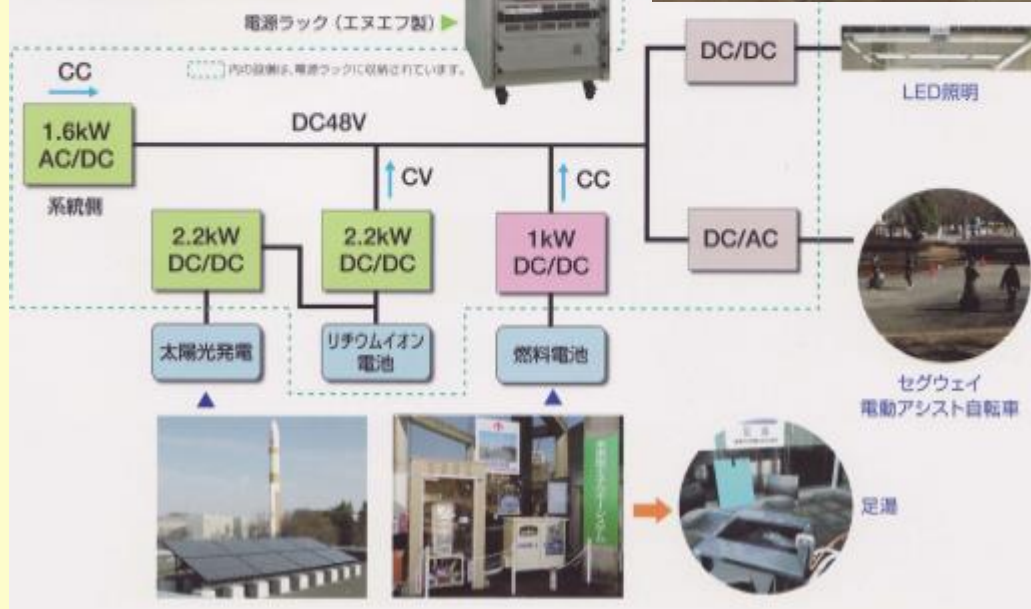 電源ラック（エヌエフ製）▶
内の設備は、電源ラックに収納されています。
CC
1.6kW
AC/DC
系統側
DC48V
CV
CC
2.2kW
DC/DC
2.2kW
DC/DC
1kW
DC/DC
DC/DC
DC/AC
LED照明
太陽光発電
リチウムイオン
電池
燃料電池
セグウェイ
電動アシスト自転車
足湯